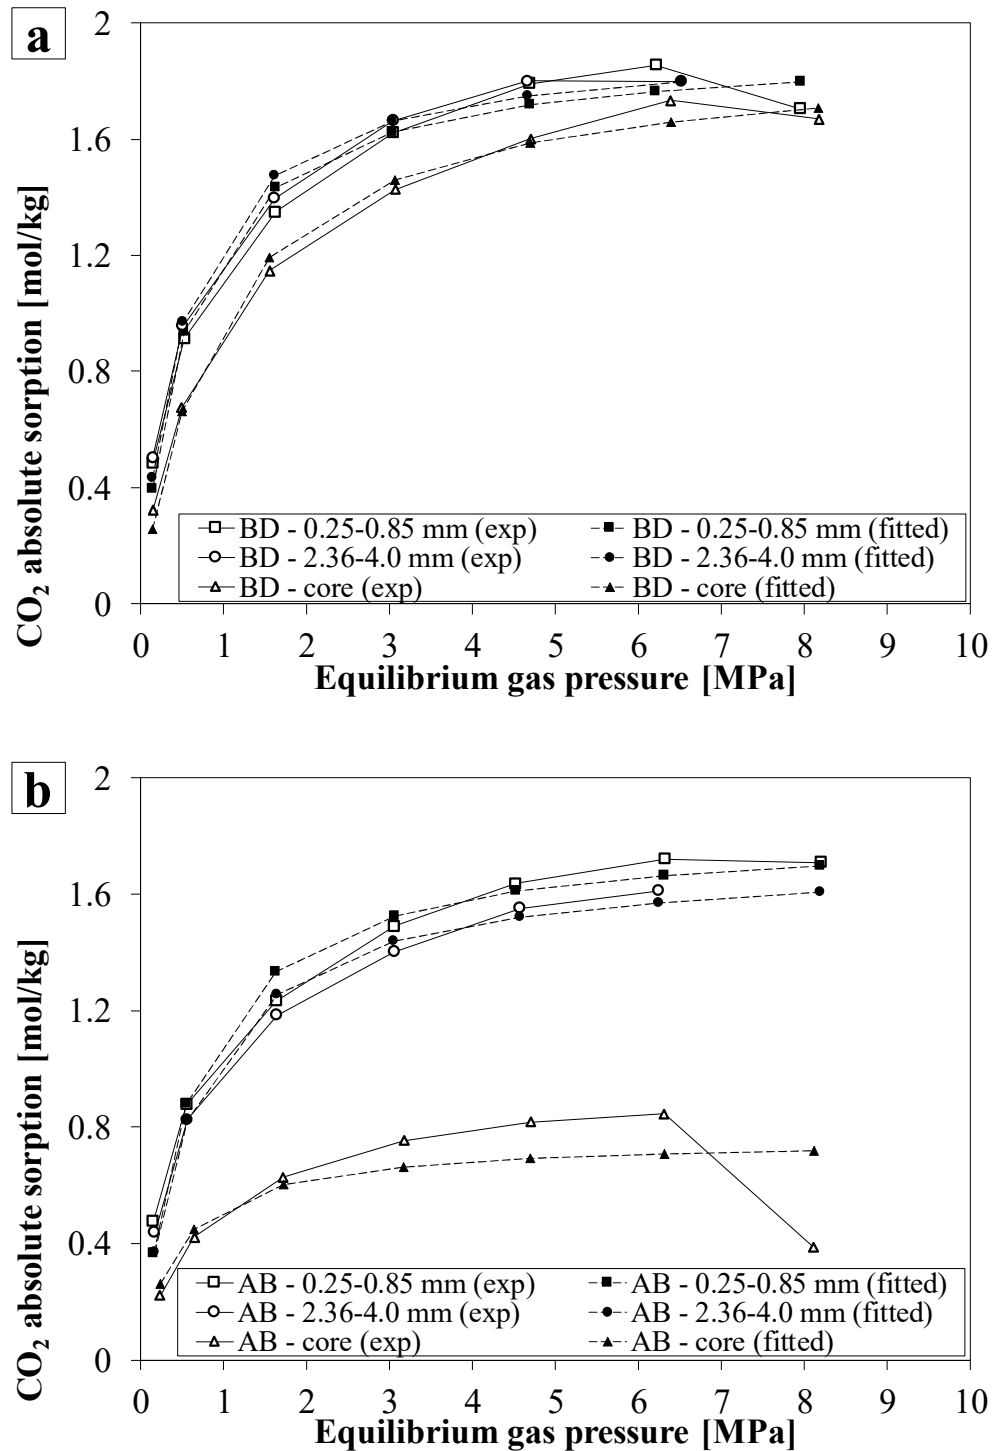 a
2
1.6
1.2
0.8
0.4
0
CO₂ absolute sorption [mol/kg]
BD - 0.25-0.85 mm (exp) BD - 0.25-0.85 mm (fitted)
BD - 2.36-4.0 mm (exp) BD - 2.36-4.0 mm (fitted)
BD - core (exp) BD - core (fitted)
0 1 2 3 4 5 6 7 8 9 10
Equilibrium gas pressure [MPa]
b
2
1.6
1.2
0.8
0.4
0
CO₂ absolute sorption [mol/kg]
AB - 0.25-0.85 mm (exp) AB - 0.25-0.85 mm (fitted)
AB - 2.36-4.0 mm (exp) AB - 2.36-4.0 mm (fitted)
AB - core (exp) AB - core (fitted)
0 1 2 3 4 5 6 7 8 9 10
Equilibrium gas pressure [MPa]